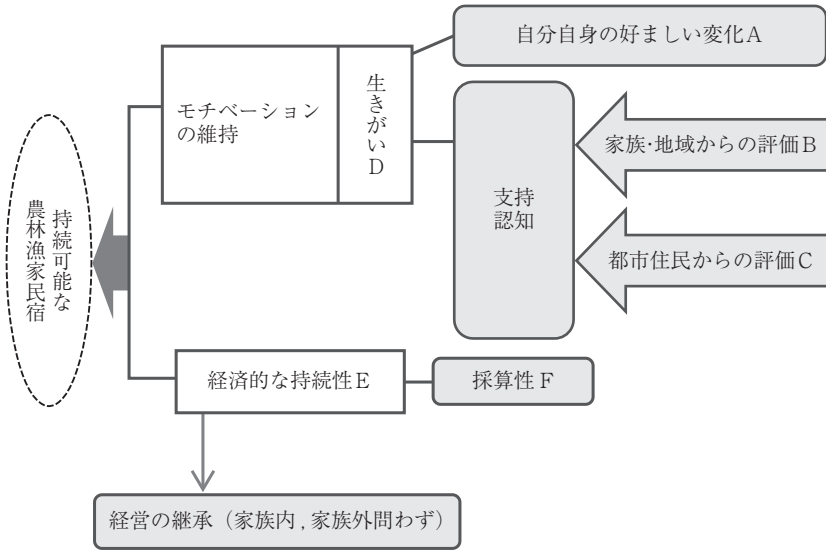 自分自身の好ましい変化A
モチベーション
の維持
生きがいD
支持
認知
家族·地域からの評価B
都市住民からの評価C
持続可能な
農林漁家民宿
経済的な持続性E
採算性F
経営の継承（家族内,家族外問わず）